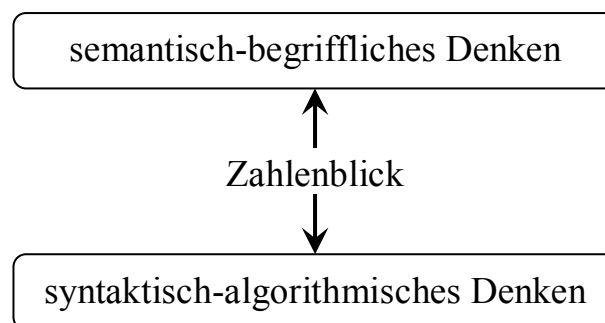 semantisch-begriffliches Denken
Zahlenblick
syntaktisch-algorithmisches Denken